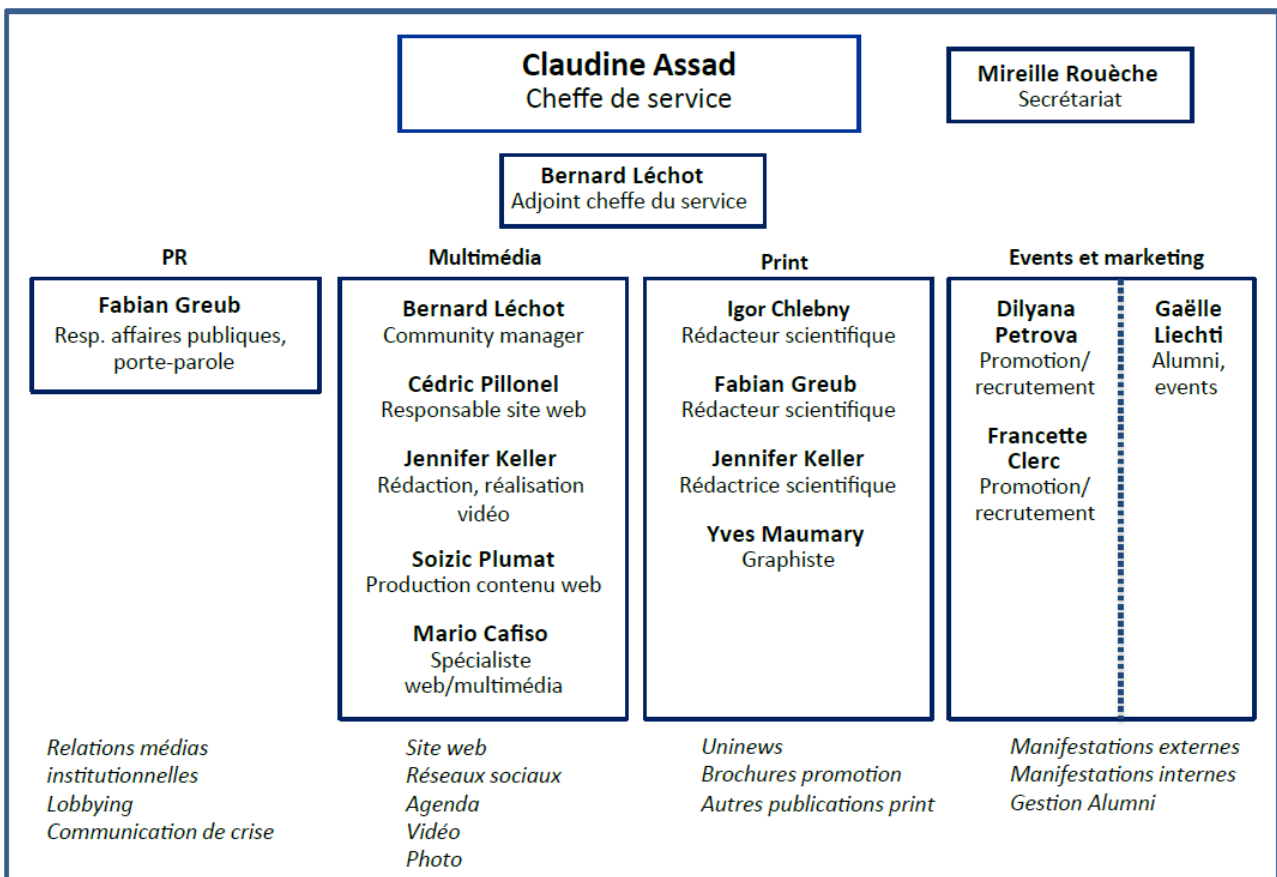 Claudine Assad
Cheffe de service
Mireille Rouèche
Secrétariat
Bernard Léchot
Adjoint cheffe du service
PR
Fabian Greub
Resp. affaires publiques,
porte-parole
Multimédia
Bernard Léchot
Community manager
Cédric Pillonel
Responsable site web
Jennifer Keller
Rédaction, réalisation
vidéo
Soizic Plumat
Production contenu web
Mario Cafiso
Spécialiste
web/multimédia
Print
Igor Chlebny
Rédacteur scientifique
Fabian Greub
Rédacteur scientifique
Jennifer Keller
Rédactrice scientifique
Yves Maumary
Graphiste
Events et marketing
Dilyana
Petrova
Promotion/
recrutement
Francette
Clerc
Promotion/
recrutement
Gaëlle
Liechti
Alumni,
events
Relations médias
institutionnelles
Lobbying
Communication de crise
Site web
Réseaux sociaux
Agenda
Vidéo
Photo
Uninews
Brochures promotion
Autres publications print
Manifestations externes
Manifestations internes
Gestion Alumni